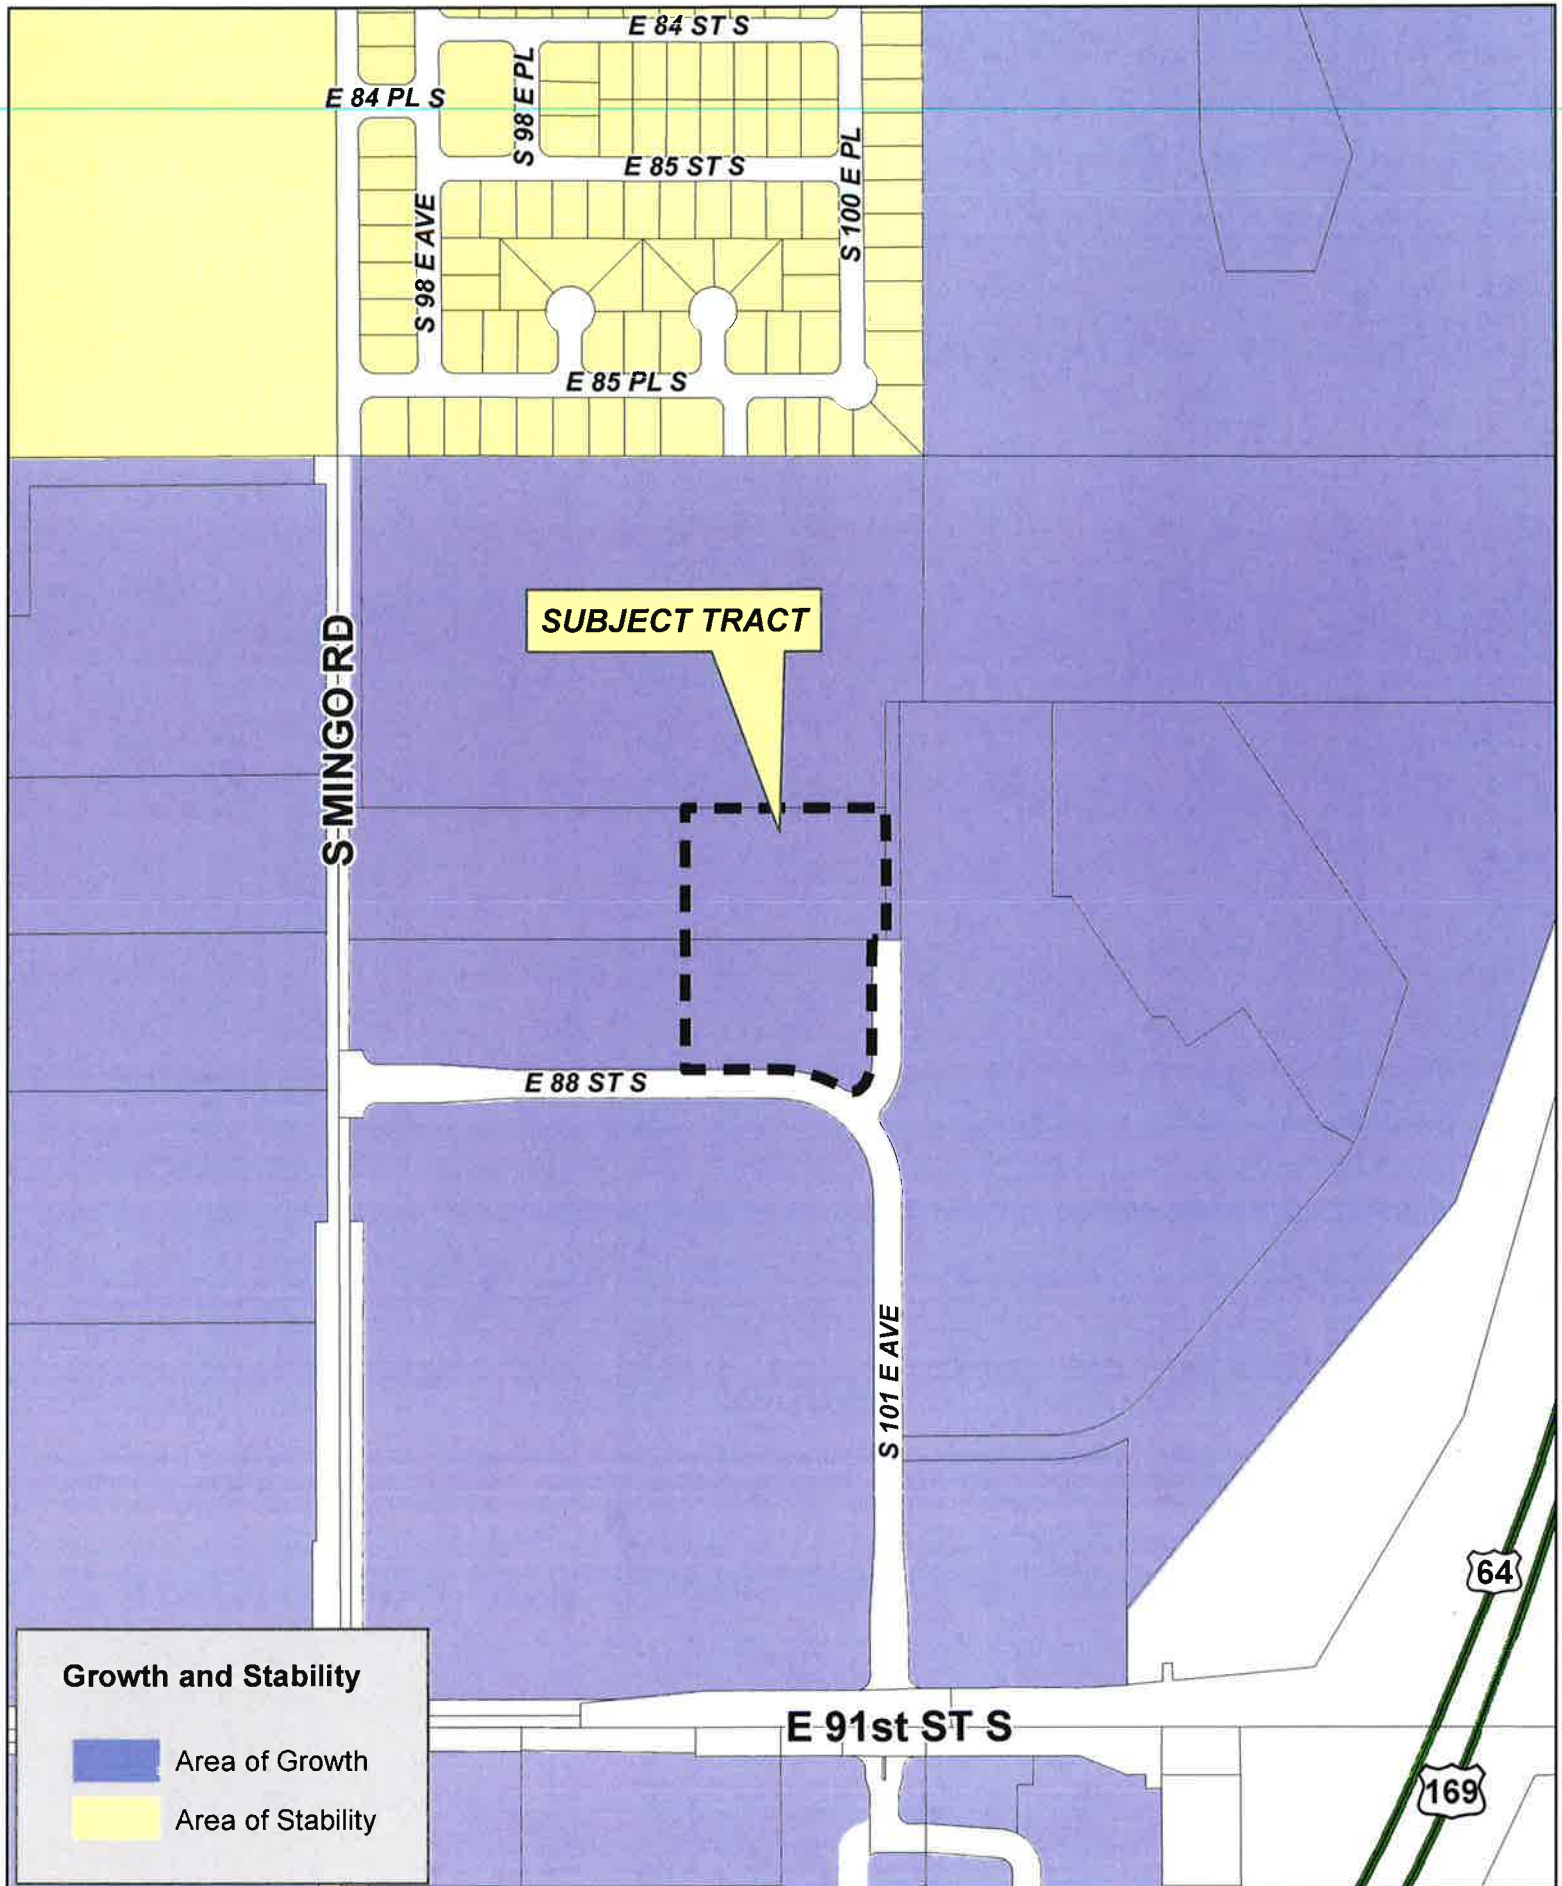 E 84 ST S
E 84 PL S
S 98 E PL
E 85 ST S
S 100 E PL
S 98 E AVE
E 85 PL S
SUBJECT TRACT
S MINGO RD
E 88 ST S
S 101 E AVE
64
Growth and Stability
E 91st ST S
Area of Growth
169
Area of Stability